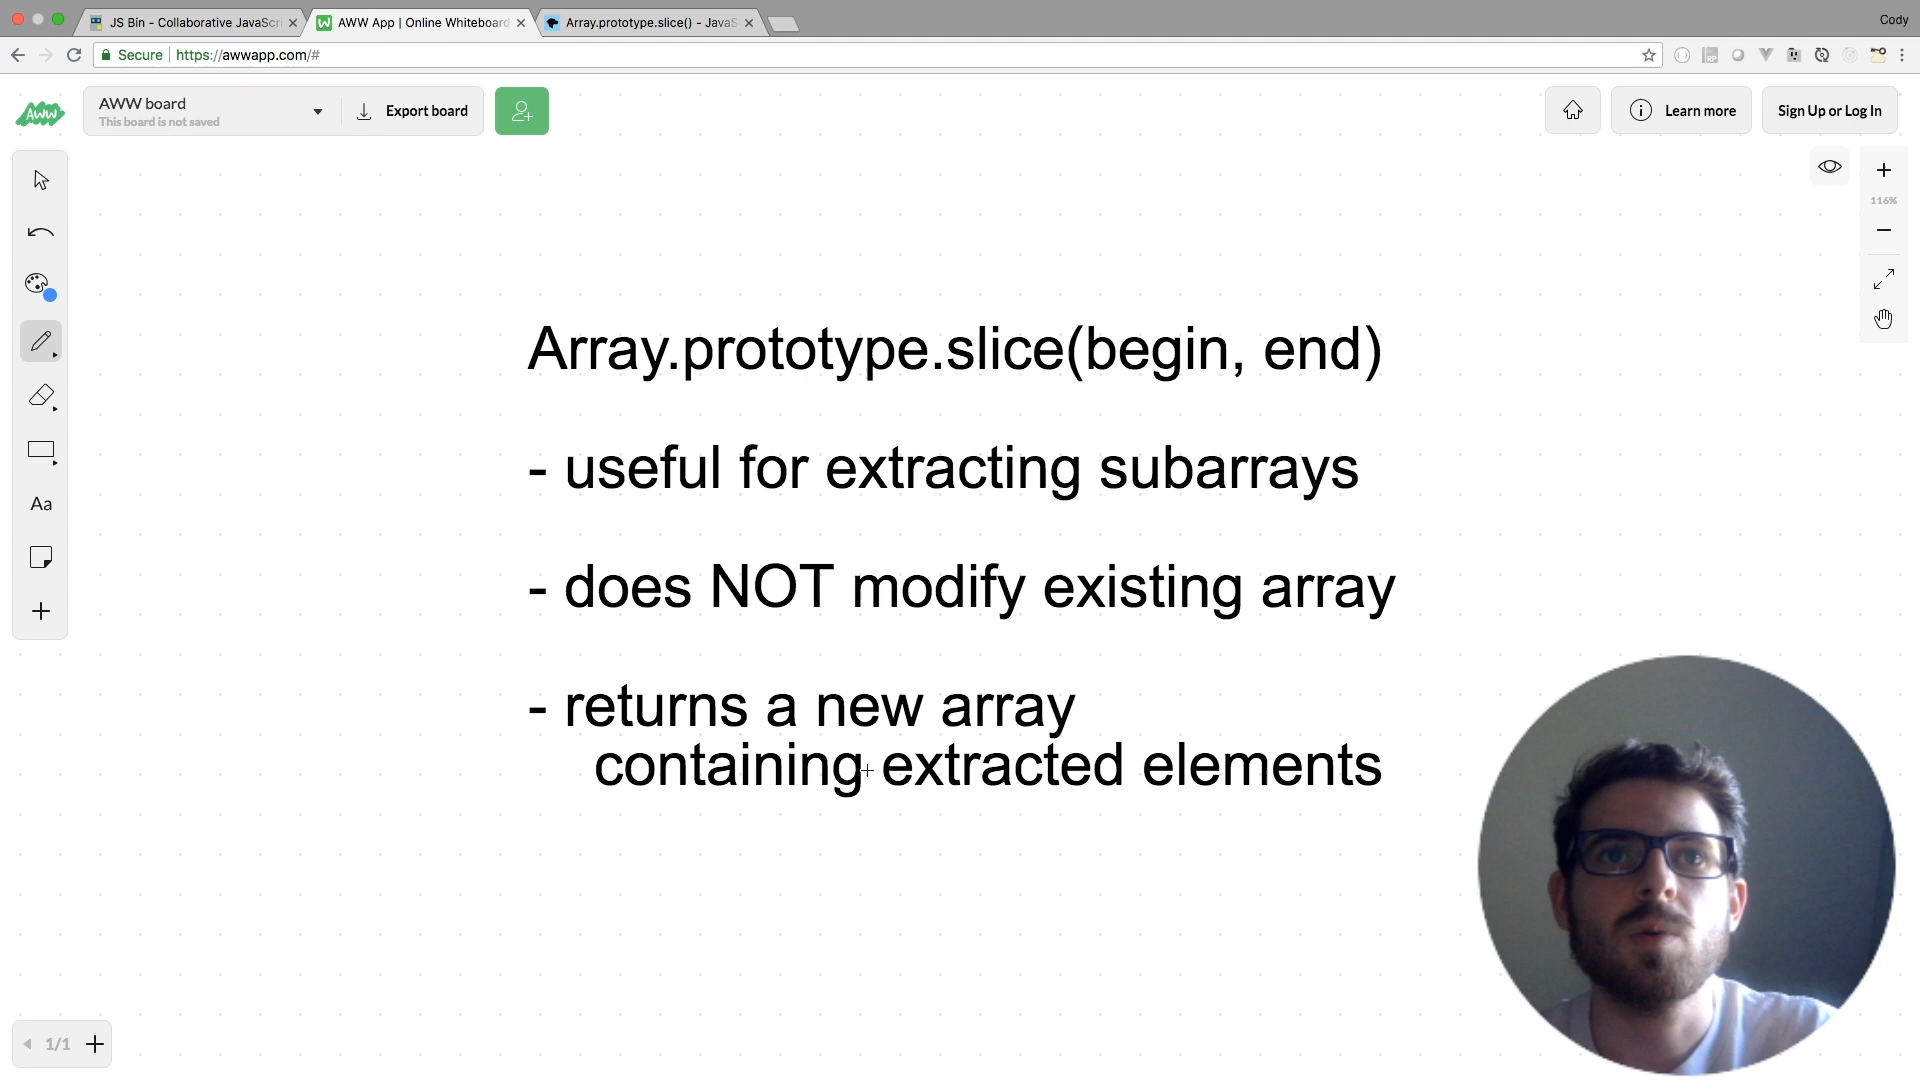 JS Bin - Collaborative JavaScri
AWW App | Online Whiteboard
Array.prototype.slice() - JavaS
Cody
Secure
https://awwapp.com/#
AWW
AWW board
This board is not saved
Export board
Learn more
Sign Up or Log In
116%
Aa
Array.prototype.slice(begin, end)
- useful for extracting subarrays
- does NOT modify existing array
- returns a new array
containing extracted elements
1/1